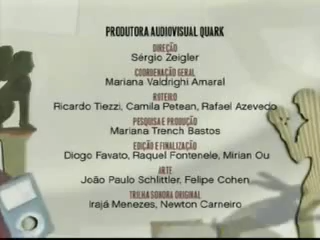 PRODUTORA AUDIOVISUAL QUARK
DIREÇÃO
Sérgio Zeigler
COORDENAÇÃO GERAL
Mariana Valdrighi Amaral
ROTEIRO
Ricardo Tiezzi, Camila Petean, Rafael Azevedo
PESQUISA E PRODUÇÃO
Mariana Trench Bastos
EDIÇÃO E FINALIZAÇÃO
Diogo Favato, Raquel Fontenele, Mirian Ou
ARTE
João Paulo Schlittler, Felipe Cohen
TRILHA SONORA ORIGINAL
Irajá Menezes, Newton Carneiro